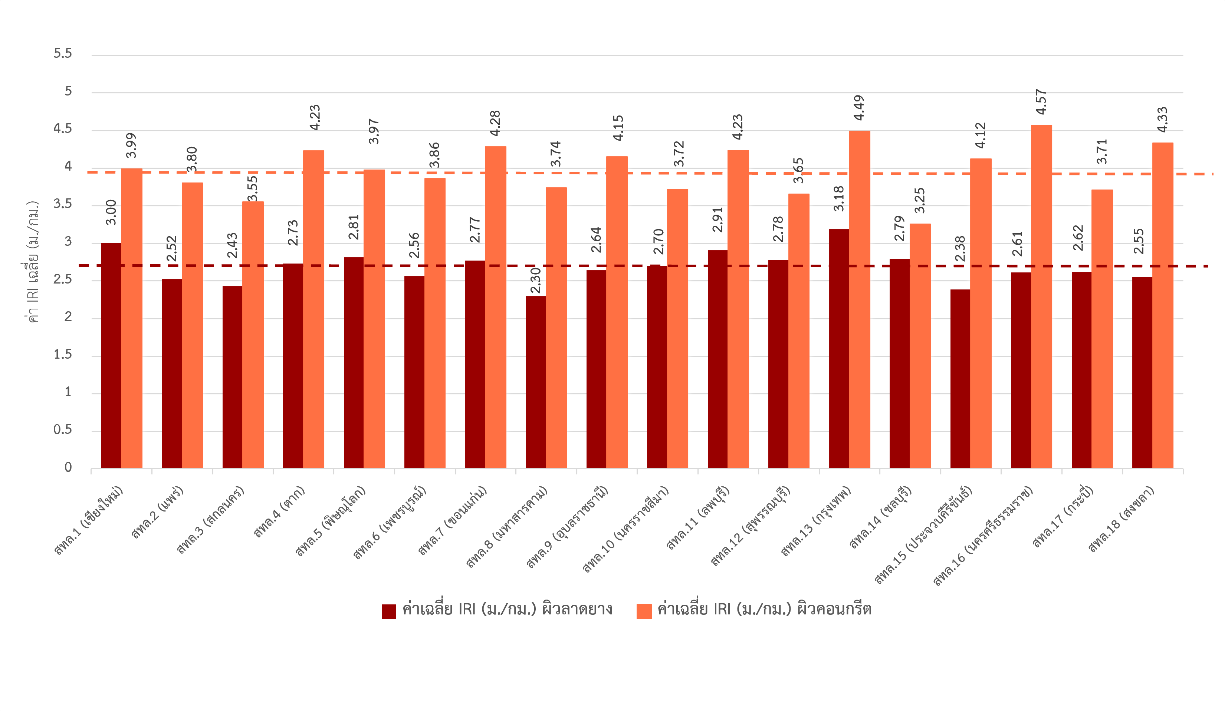 5.5
5
4.5
4
3.5
3
2.5
2
1.5
1
0.5
0
ค่า IRI เฉลี่ย (ม./กม.)
3.00
3.99
2.52
3.80
2.43
3.55
2.73
4.23
2.81
3.97
2.56
3.86
2.77
4.28
2.30
3.74
2.64
4.15
2.70
3.72
2.91
4.23
2.78
3.65
3.18
4.49
2.79
3.25
2.38
4.12
2.61
4.57
2.62
3.71
2.55
4.33
สทล.1 (เชียงใหม่)
สทล.2 (แพร่)
สทล.3 (สกลนคร)
สทล.4 (ตาก)
สทล.5 (พิษณุโลก)
สทล.6 (เพชรบูรณ์)
สทล.7 (ขอนแก่น)
สทล.8 (มหาสารคาม)
สทล.9 (อุบลราชธานี)
สทล.10 (นครราชสีมา)
สทล.11 (ลพบุรี)
สทล.12 (สุพรรณบุรี)
สทล.13 (กรุงเทพ)
สทล.14 (ชลบุรี)
สทล.15 (ประจวบคีรีขันธ์)
สทล.16 (นครศรีธรรมราช)
สทล.17 (กระบี่)
สทล.18 (สงขลา)
ค่าเฉลี่ย IRI (ม./กม.) ผิวลาดยาง
ค่าเฉลี่ย IRI (ม./กม.) ผิวคอนกรีต